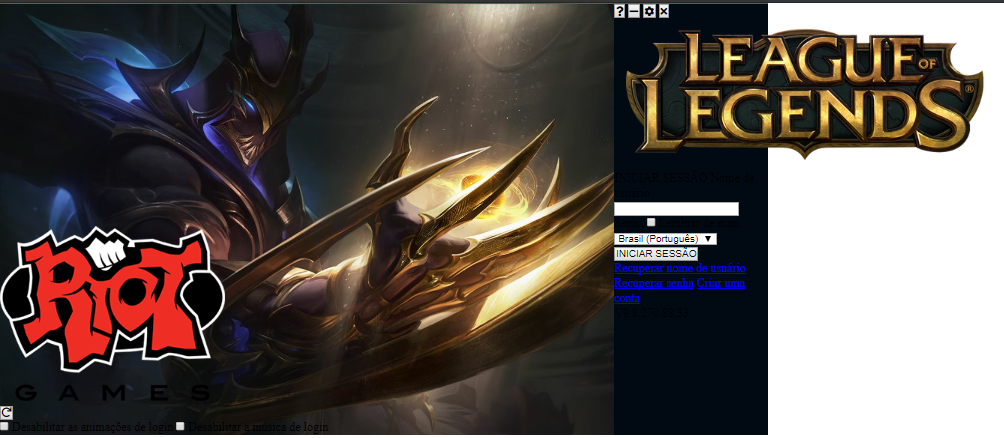 ?
LEAGUE OF
LEGENDS®
INICIAR SESSÃO Nome de
usuário
Brasil (Português) ▼
INICIAR SESSÃO
Recuperar nome de usuário
Recuperar senha Criar uma
conta
RIOT
GAMES
Desabilitar as animações de login Desabilitar a música de login